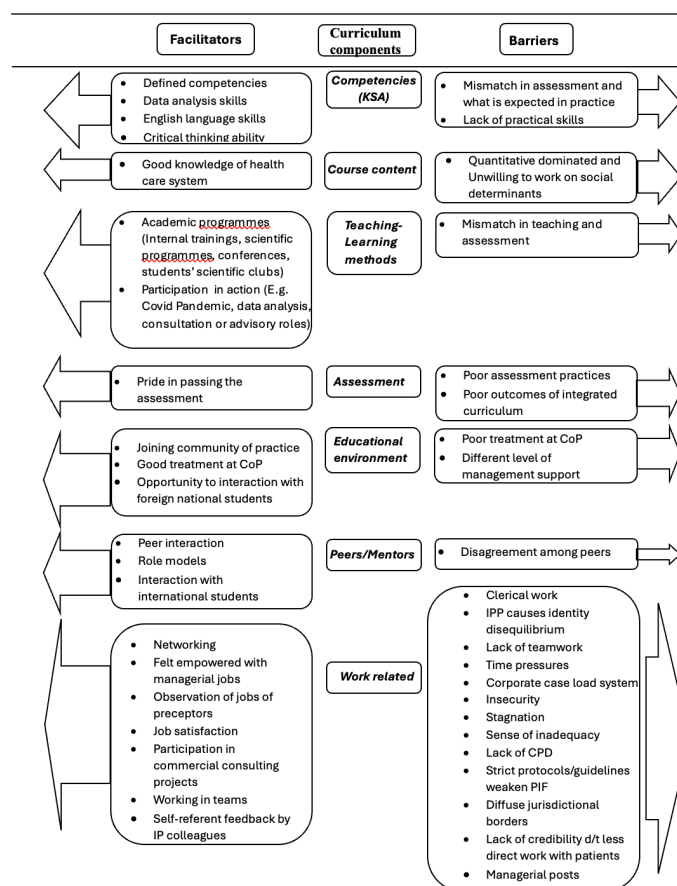 Facilitators
Curriculum
components
Barriers
Defined competencies
Data analysis skills
English language skills
Critical thinking ability
Competencies
(KSA)
Mismatch in assessment and
what is expected in practice
Lack of practical skills
Good knowledge of health
care system
Course content
Quantitative dominated and
Unwilling to work on social
determinants
Academic programmes
(Internal trainings, scientific
programmes, conferences,
students' scientific clubs)
Participation in action (E.g.
Covid Pandemic, data analysis,
consultation or advisory roles)
Teaching-
Learning
methods
Mismatch in teaching and
assessment
Pride in passing the
assessment
Assessment
Poor assessment practices
Poor outcomes of integrated
curriculum
Joining community of practice
Good treatment at CoP
Opportunity to interaction with
foreign national students
Educational
environment
Poor treatment at CoP
Different level of
management support
Peer interaction
Role models
Interaction with
international students
Peers/Mentors
Disagreement among peers
Networking
Felt empowered with
managerial jobs
Observation of jobs of
preceptors
Job satisfaction
Participation in
commercial consulting
projects
Working in teams
Self-referent feedback by
IP colleagues
Work related
Clerical work
IPP causes identity
disequilibrium
Lack of teamwork
Time pressures
Corporate case load system
Insecurity
Stagnation
Sense of inadequacy
Lack of CPD
Strict protocols/guidelines
weaken PIF
Diffuse jurisdictional
borders
Lack of credibility d/t less
direct work with patients
Managerial posts